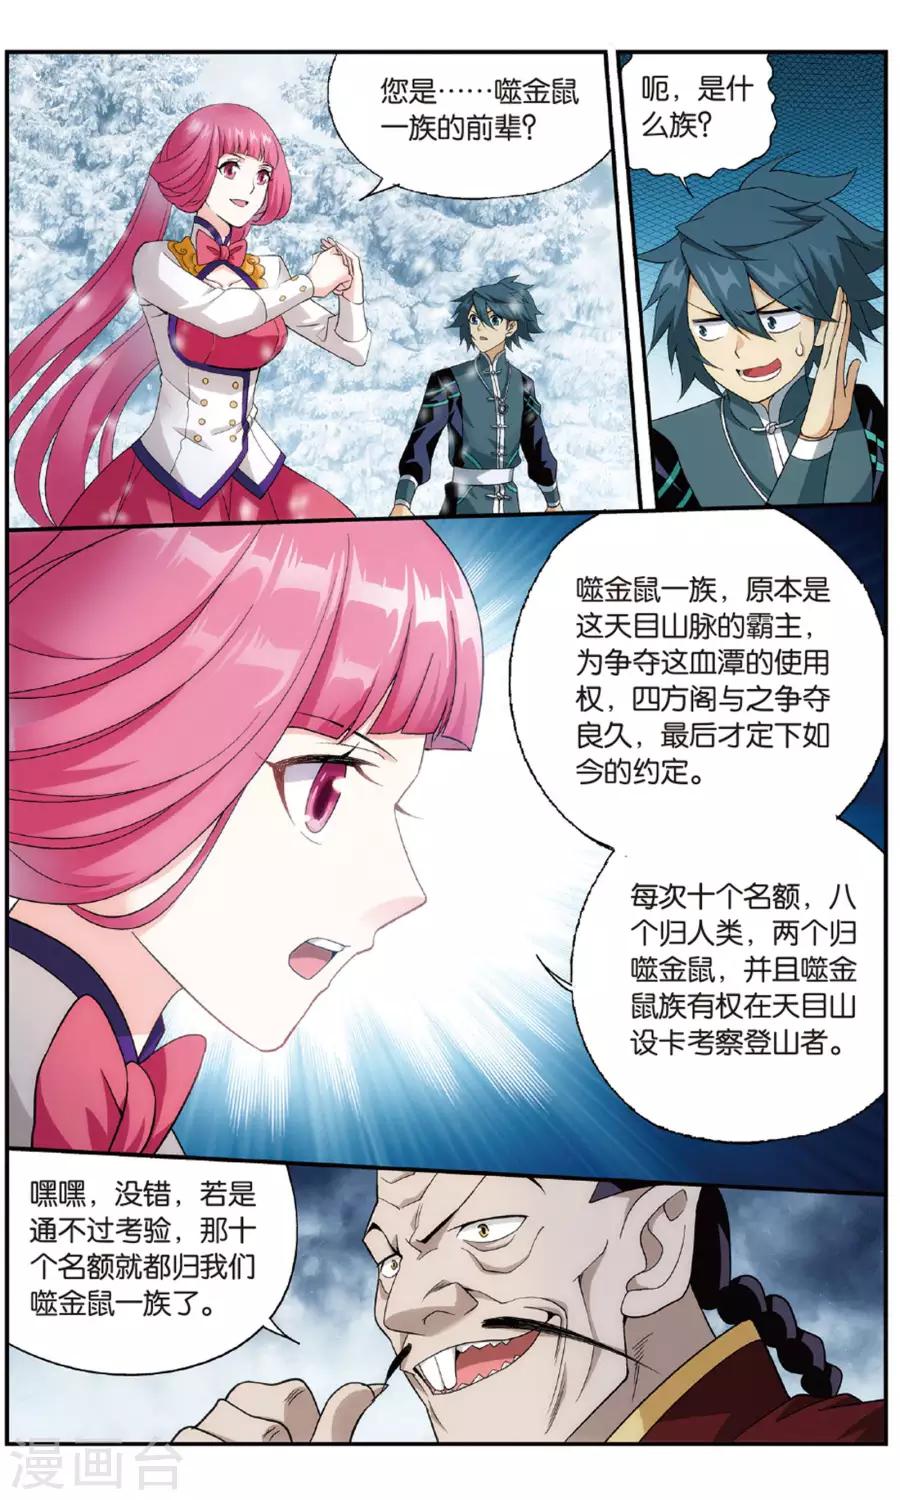 您是……噬金鼠
一族的前辈？
呃，是什
么族？
噬金鼠一族，原本是
这天目山脉的霸主，
为争夺这血潭的使用
权，四方阁与之争夺
良久，最后才定下如
今的约定。
每次十个名额，八
个归人类，两个归
噬金鼠，并且噬金
鼠族有权在天目山
设卡考察登山者。
嘿嘿，没错，若是
通不过考验，那十
个名额就都归我们
噬金鼠一族了。
漫画台